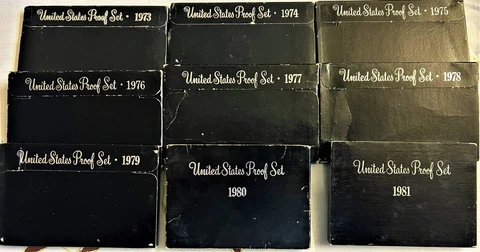 United States Proof Set · 1973
United States Proof Set · 1974
United States Proof Set · 1975
United States Proof Set · 1976
United States Proof Set · 1977
United States Proof Set · 1978
United States Proof Set · 1979
United States Proof Set
1980
United States Proof Set
1981